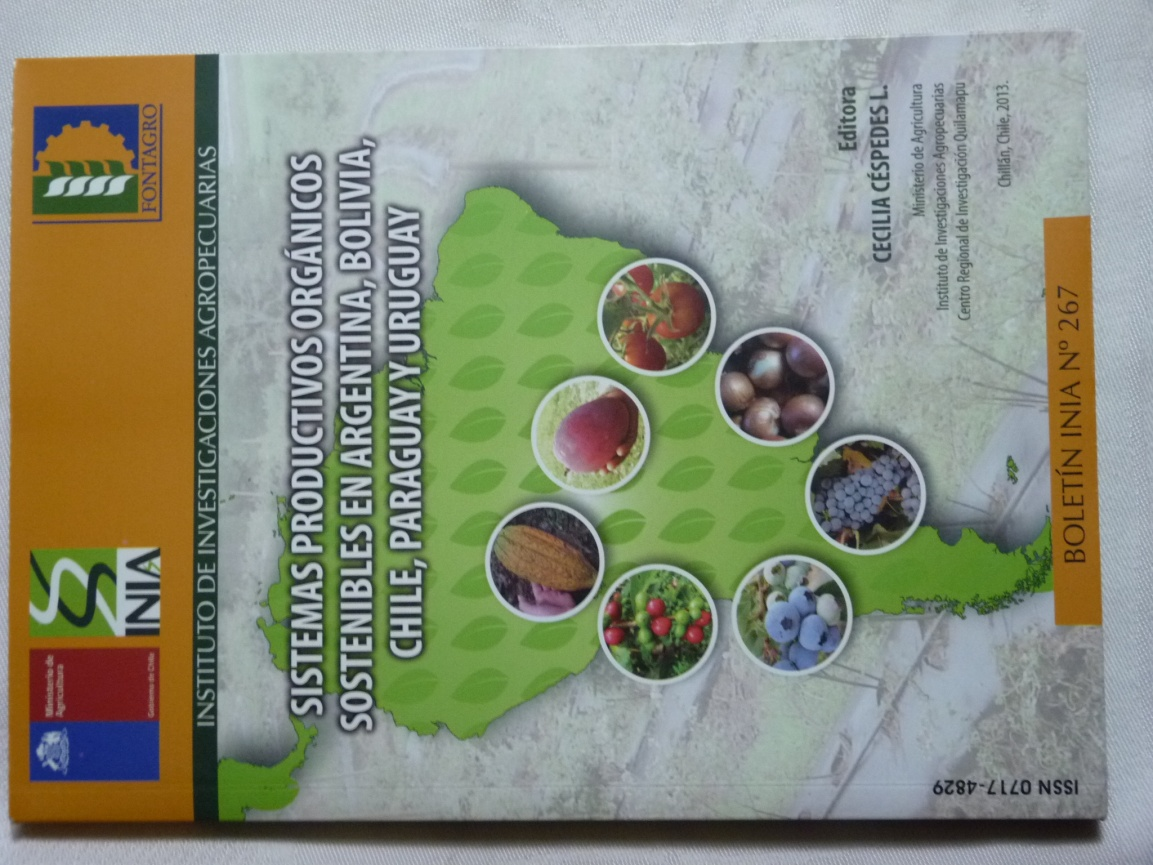 Ministerio de
Agricultura
Gobierno de Chile
INIA
FONTAGRO
INSTITUTO DE INVESTIGACIONES AGROPECUARIAS
SISTEMAS PRODUCTIVOS ORGÁNICOS
SOSTENIBLES EN ARGENTINA, BOLIVIA,
CHILE, PARAGUAY Y URUGUAY
Editora
CECILIA CÉSPEDES L.
Ministerio de Agricultura
Instituto de Investigaciones Agropecuarias
Centro Regional de Investigación Quilamapu
Chillán, Chile, 2013.
ISSN 0717-4829
BOLETÍN INIA Nº 267